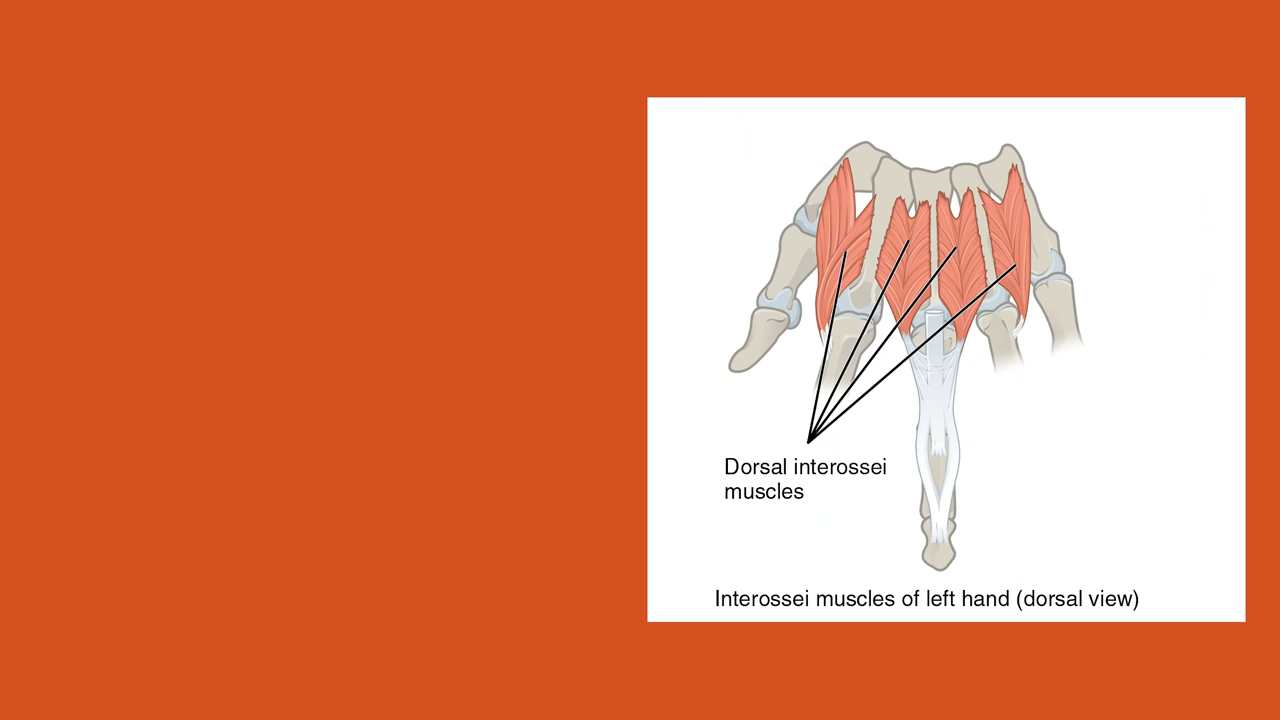 Dorsal interossei
muscles
Interossei muscles of left hand (dorsal view)